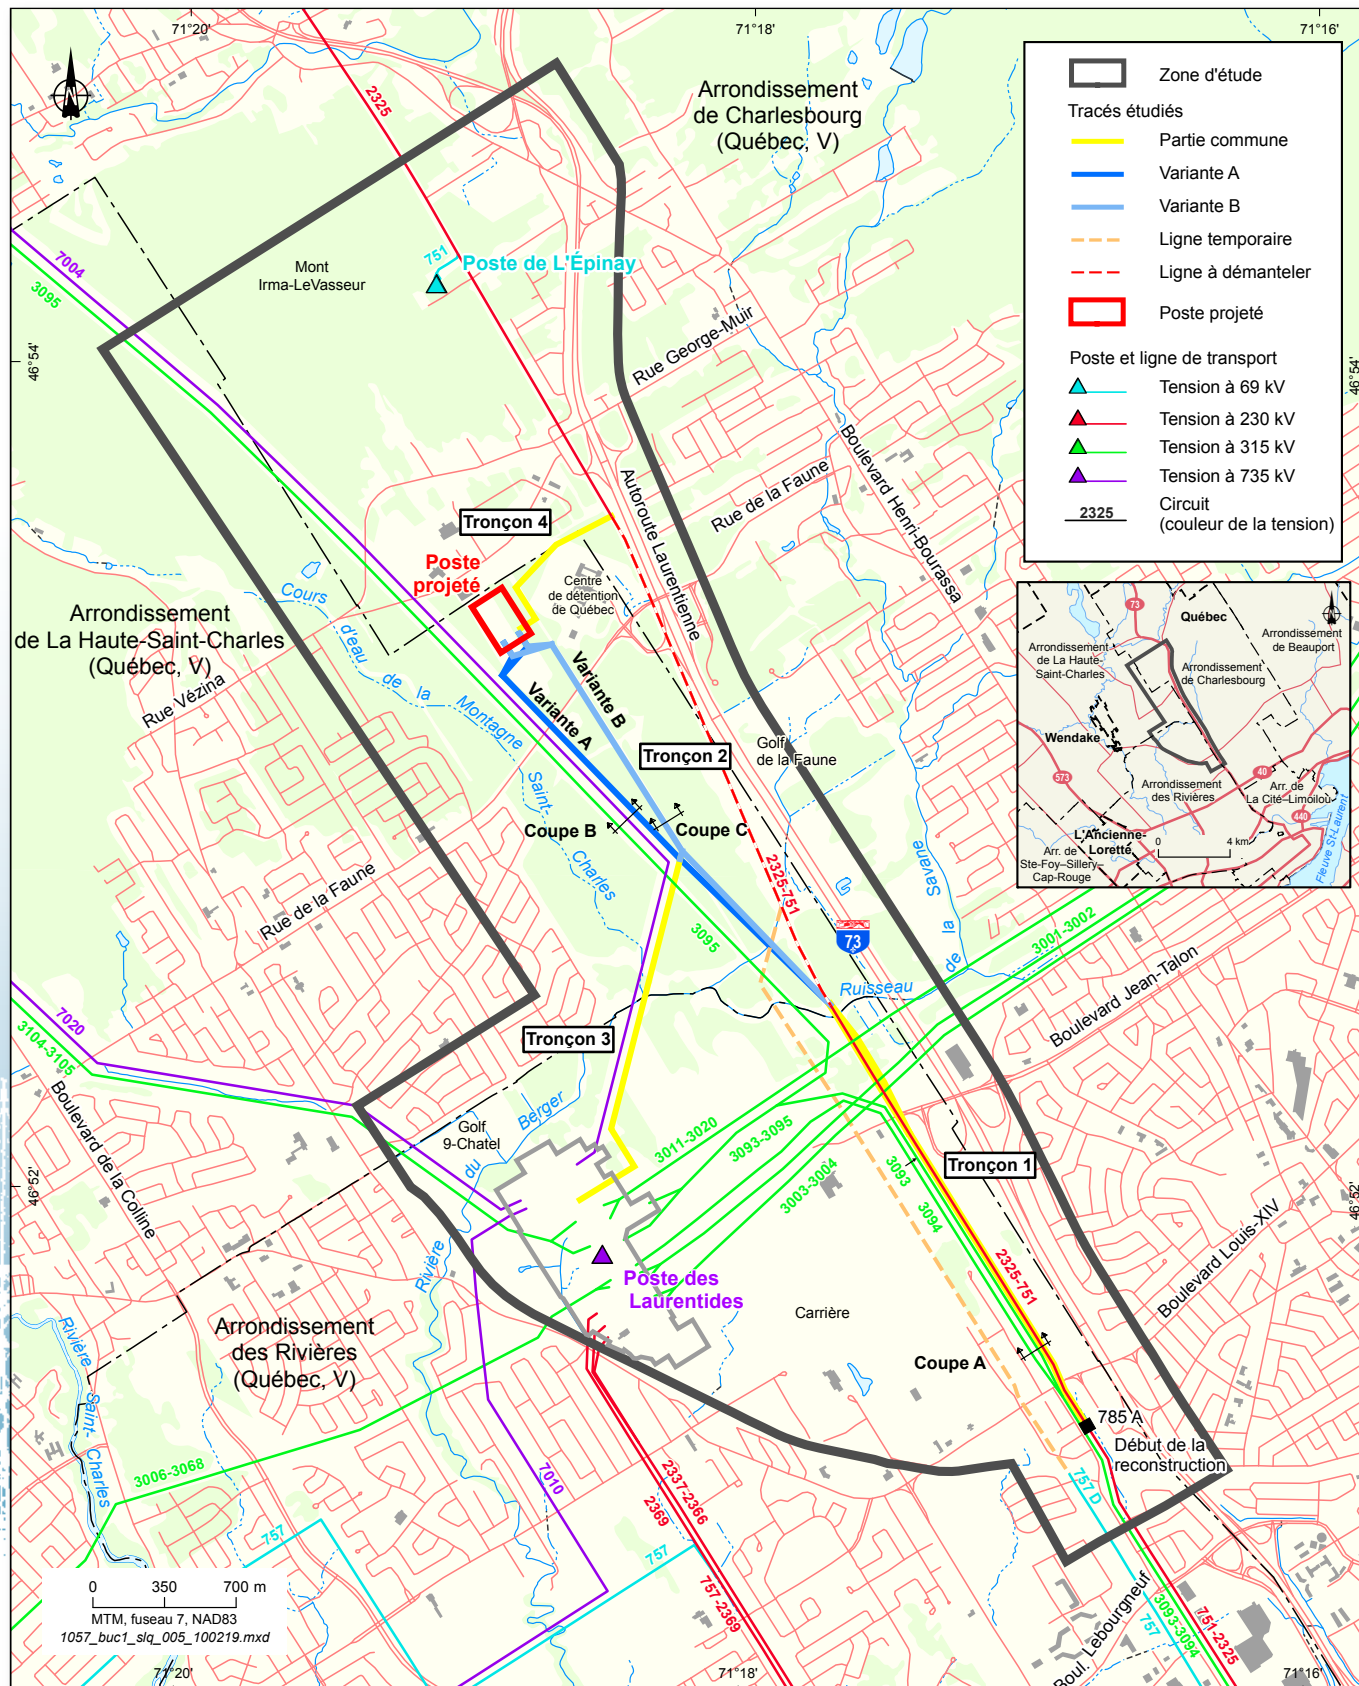 71°20'
71°18'
71°16'
Zone d'étude
Tracés étudiés
Partie commune
Variante A
Variante B
Ligne temporaire
Ligne à démanteler
Poste projeté
Poste et ligne de transport
Tension à 69 kV
Tension à 230 kV
Tension à 315 kV
Tension à 735 kV
2325
Circuit
(couleur de la tension)
Arrondissement
de Charlesbourg
(Québec, V)
2325
751
Poste de L'Épinay
Mont
Irma-LeVasseur
7004
3095
46°54'
46°54'
Rue George-Muir
Boulevard Henri-Bourassa
Rue de la Faune
Autoroute Laurentienne
Tronçon 4
Poste
projeté
Centre
de détention
de Québec
Arrondissement
de La Haute-Saint-Charles
(Québec, V)
Cours
d'eau
de
la
Montagne
Saint-
Charles
Rue Vézina
Variante B
Variante A
Tronçon 2
Golf
de la Faune
Coupe B
Coupe C
Rue de la Faune
2325-751
3095
73
Ruisseau
de
la
Savane
3001-3002
Boulevard Jean-Talon
7020
3104-3105
Boulevard de la Colline
Tronçon 3
Golf
9-Chatel
Rivière
du
Berger
3011-3020
3093-3095
3003-3004
3093
3094
Tronçon 1
46°52'
46°52'
Boulevard Louis-XIV
2325-751
Poste des
Laurentides
Carrière
Coupe A
785 A
Début de la
reconstruction
757 D
Arrondissement
des Rivières
(Québec, V)
Rivière
Saint-
Charles
3006-3068
7010
2337-2366
2369
757
757
757-2369
757
3093-3094
751-2325
Boul. Lebourgneuf
0 350 700 m
MTM, fuseau 7, NAD83
1057_buc1_slq_005_100219.mxd
71°20'
71°18'
71°16'
73
Québec
Arrondissement
de Beauport
Arrondissement
de La Haute-
Saint-Charles
Arrondissement
de Charlesbourg
Wendake
573
40
Arrondissement
des Rivières
Arr. de
La Cité–Limoilou
440
L'Ancienne-
Lorette
0 4 km
Arr. de
Ste-Foy–Sillery–
Cap-Rouge
Fleuve St-Laurent